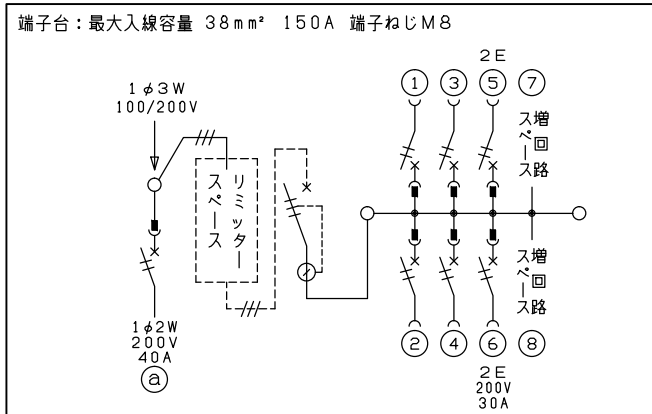 端子台：最大入線容量 38mm² 150A 端子ねじM8
1φ3W
100/200V
リミッター
スペース
1φ2W
200V
40A
a
2E
1 3 5 7
増回路
スペース
増回路
スペース
2 4 6 8
2E
200V
30A